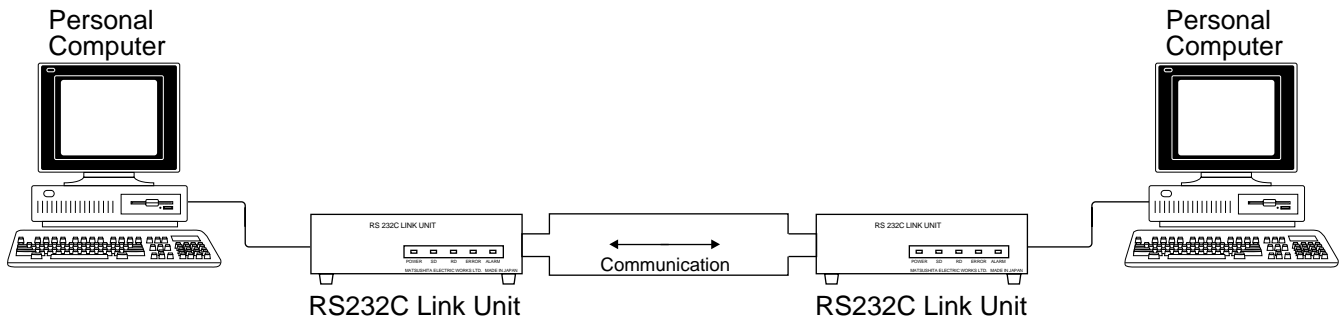 Personal
Computer
Personal
Computer
RS 232C LINK UNIT
POWER SD RD ERROR ALARM
MATSUSHITA ELECTRIC WORKS LTD. MADE IN JAPAN
RS232C Link Unit
Communication
RS 232C LINK UNIT
POWER SD RD ERROR ALARM
MATSUSHITA ELECTRIC WORKS LTD. MADE IN JAPAN
RS232C Link Unit